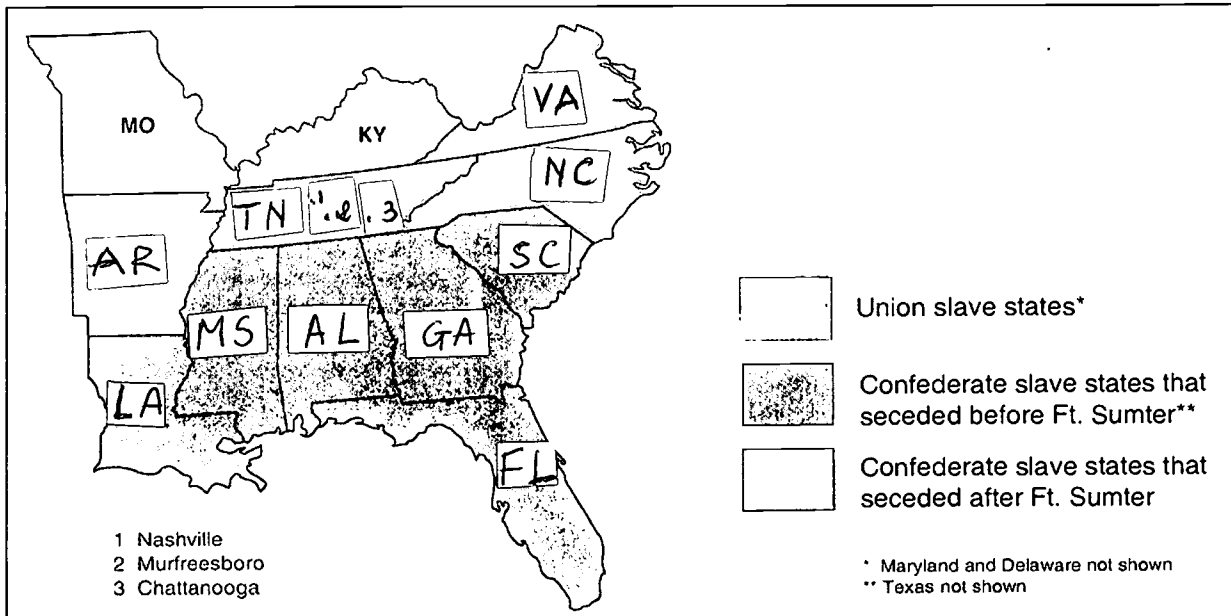 VA
MO
KY
NC
TN
.1
.2
.3
AR
SC
MS
AL
GA
LA
FL
Union slave states*
Confederate slave states that
seceded before Ft. Sumter**
Confederate slave states that
seceded after Ft. Sumter
1 Nashville
2 Murfreesboro
3 Chattanooga
* Maryland and Delaware not shown
** Texas not shown